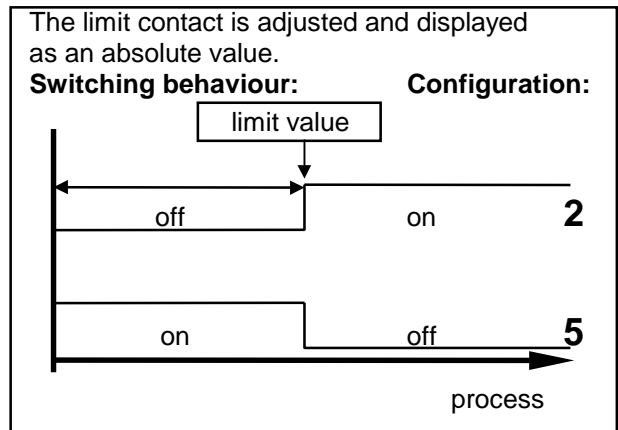 The limit contact is adjusted and displayed
as an absolute value.
Switching behaviour: Configuration:
limit value
off on 2
on off 5
process